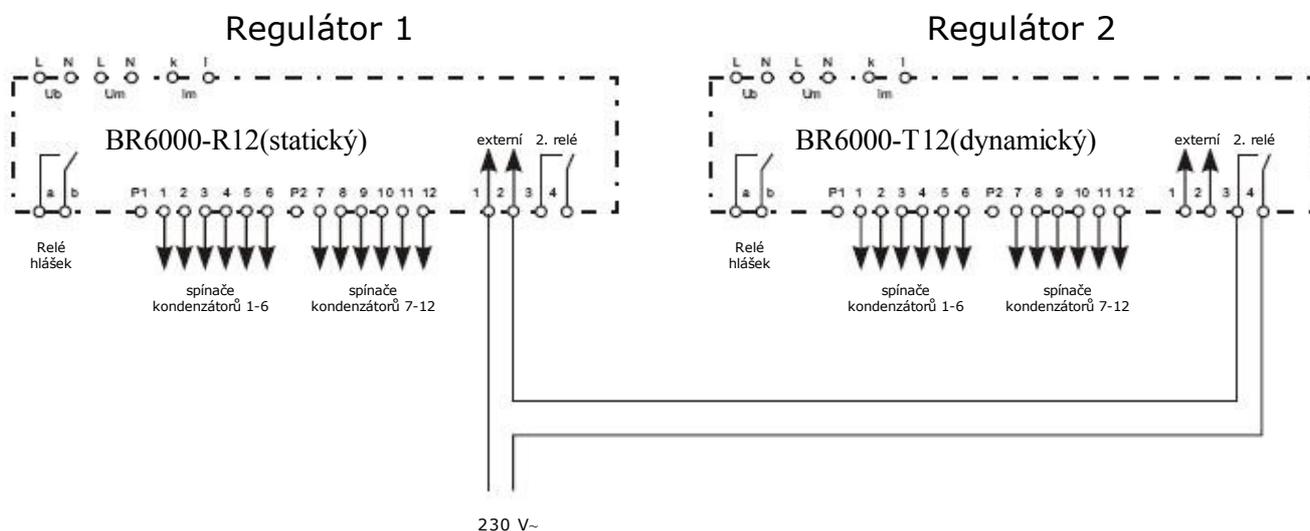 Regulátor 1 Regulátor 2
L N L N k l L N L N k l
Ub Um Im Ub Um Im
BR6000-R12(statický) externí 2. relé BR6000-T12(dynamický) externí 2. relé
a b P1 1 2 3 4 5 6 P2 7 8 9 10 11 12 1 2 3 4 a b P1 1 2 3 4 5 6 P2 7 8 9 10 11 12 1 2 3 4
Relé
hlášek
spínače
kondenzátorů 1-6
spínače
kondenzátorů 7-12
Relé
hlášek
spínače
kondenzátorů 1-6
spínače
kondenzátorů 7-12
230 V~